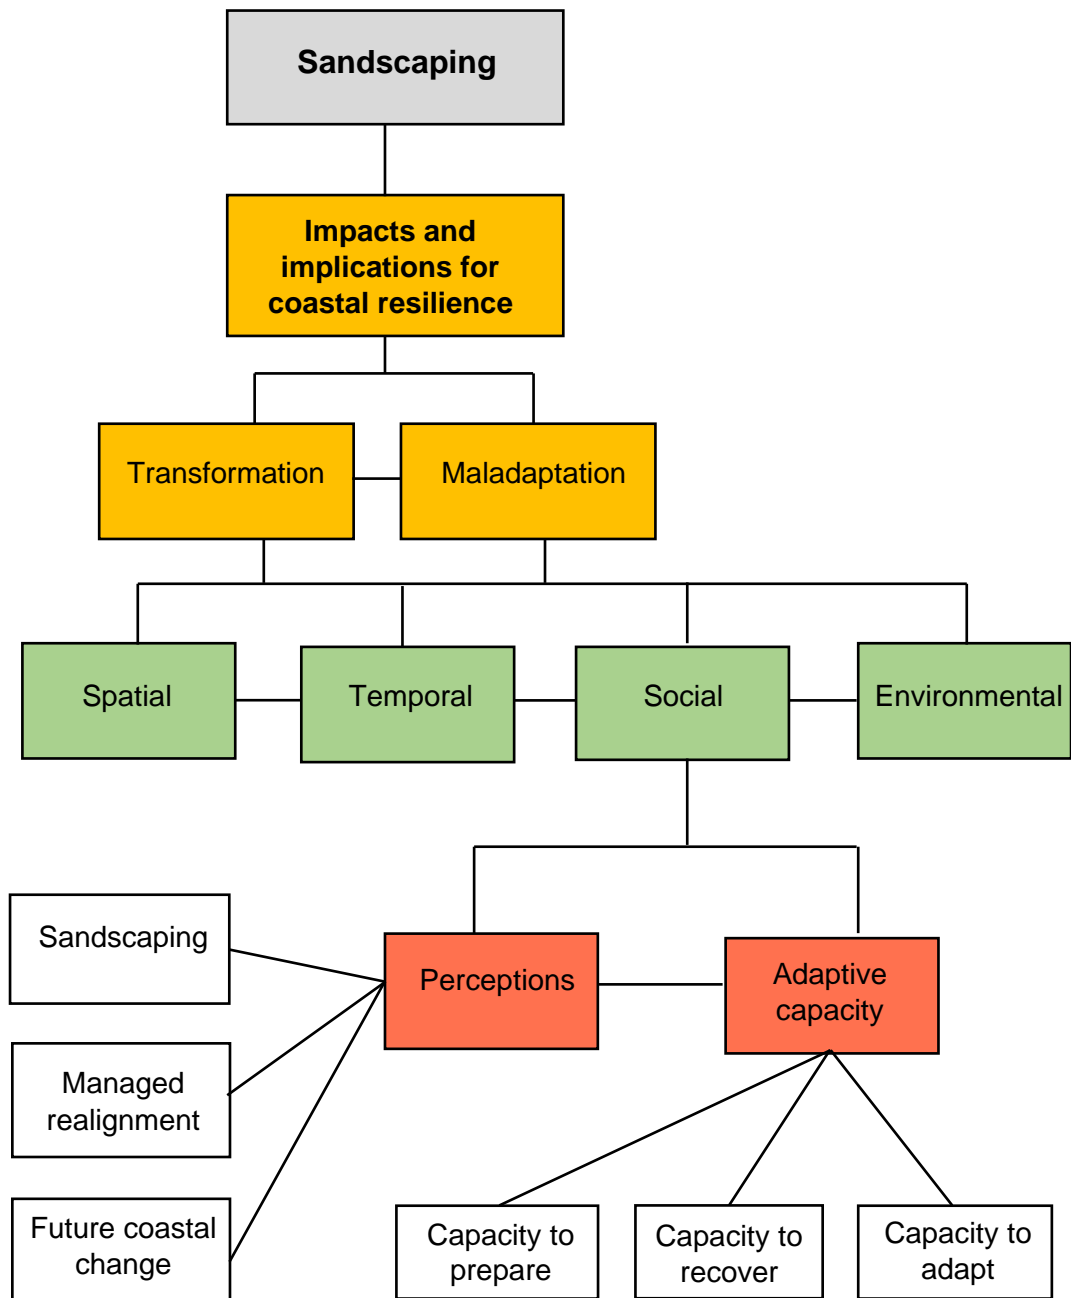 Sandscaping
Impacts and
implications for
coastal resilience
Transformation
Maladaptation
Spatial
Temporal
Social
Environmental
Sandscaping
Perceptions
Adaptive
capacity
Managed
realignment
Future coastal
change
Capacity to
prepare
Capacity to
recover
Capacity to
adapt